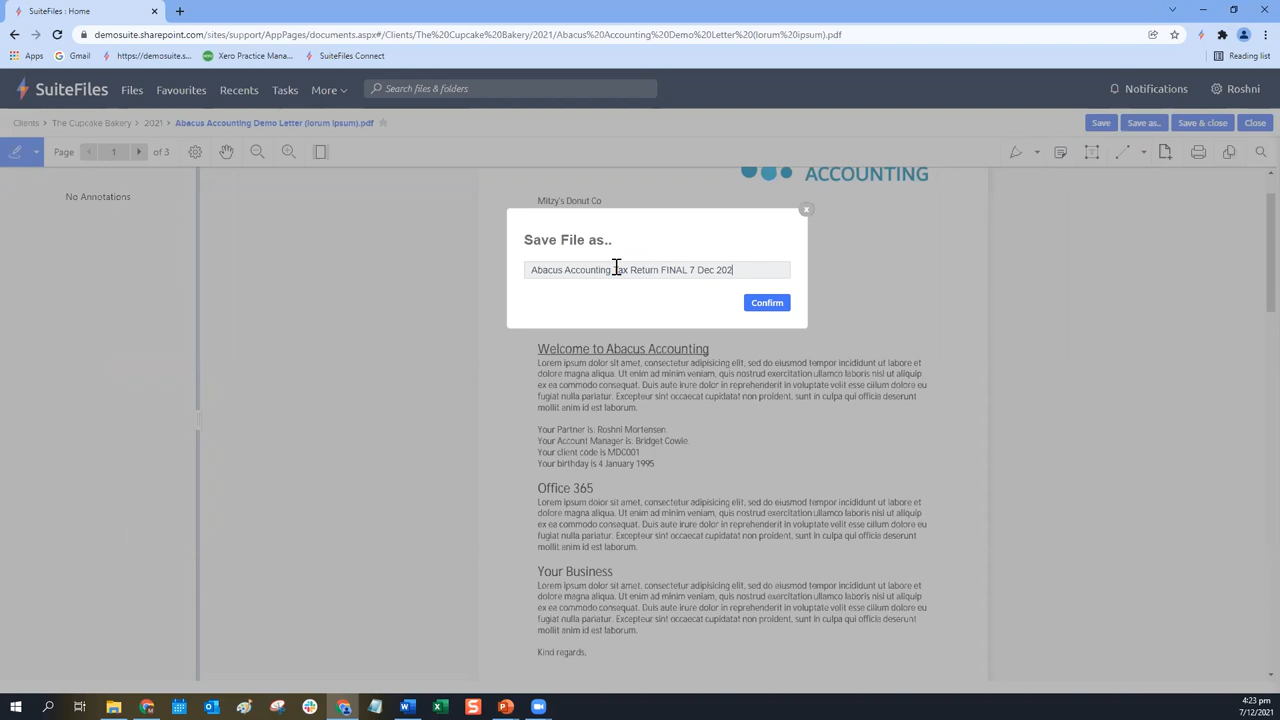 SuiteFiles : Home
demosuite.sharepoint.com/sites/support/AppPages/documents.aspx#/Clients/The%20Cupcake%20Bakery/2021/Abacus%20Accounting%20Demo%20Letter%20(lorum%20ipsum).pdf
Apps Gmail https://demosuite.s... Xero Practice Mana... SuiteFiles Connect Reading list
SuiteFiles Files Favourites Recents Tasks More Search files & folders Notifications Roshni
Clients > The Cupcake Bakery > 2021 > Abacus Accounting Demo Letter (lorum ipsum).pdf Save Save as.. Save & close Close
Page 1 of 3
No Annotations
ACCOUNTING
Mitzy's Donut Co
x
Save File as..
Abacus Accounting Tax Return FINAL 7 Dec 202
Confirm
Welcome to Abacus Accounting
Lorem ipsum dolor sit amet, consectetur adipisicing elit, sed do eiusmod tempor incididunt ut labore et
dolore magna aliqua. Ut enim ad minim veniam, quis nostrud exercitation ullamco laboris nisi ut aliquip
ex ea commodo consequat. Duis aute irure dolor in reprehenderit in voluptate velit esse cillum dolore eu
fugiat nulla pariatur. Excepteur sint occaecat cupidatat non proident, sunt in culpa qui officia deserunt
mollit anim id est laborum.
Your Partner is: Roshni Mortensen.
Your Account Manager is: Bridget Cowie.
Your client code is MDC001
Your birthday is 4 January 1995
Office 365
Lorem ipsum dolor sit amet, consectetur adipisicing elit, sed do eiusmod tempor incididunt ut labore et
dolore magna aliqua. Ut enim ad minim veniam, quis nostrud exercitation ullamco laboris nisi ut aliquip
ex ea commodo consequat. Duis aute irure dolor in reprehenderit in voluptate velit esse cillum dolore eu
fugiat nulla pariatur. Excepteur sint occaecat cupidatat non proident, sunt in culpa qui officia deserunt
mollit anim id est laborum.
Your Business
Lorem ipsum dolor sit amet, consectetur adipisicing elit, sed do eiusmod tempor incididunt ut labore et
dolore magna aliqua. Ut enim ad minim veniam, quis nostrud exercitation ullamco laboris nisi ut aliquip
ex ea commodo consequat. Duis aute irure dolor in reprehenderit in voluptate velit esse cillum dolore eu
fugiat nulla pariatur. Excepteur sint occaecat cupidatat non proident, sunt in culpa qui officia deserunt
mollit anim id est laborum.
Kind regards,
4:23 pm
7/12/2021